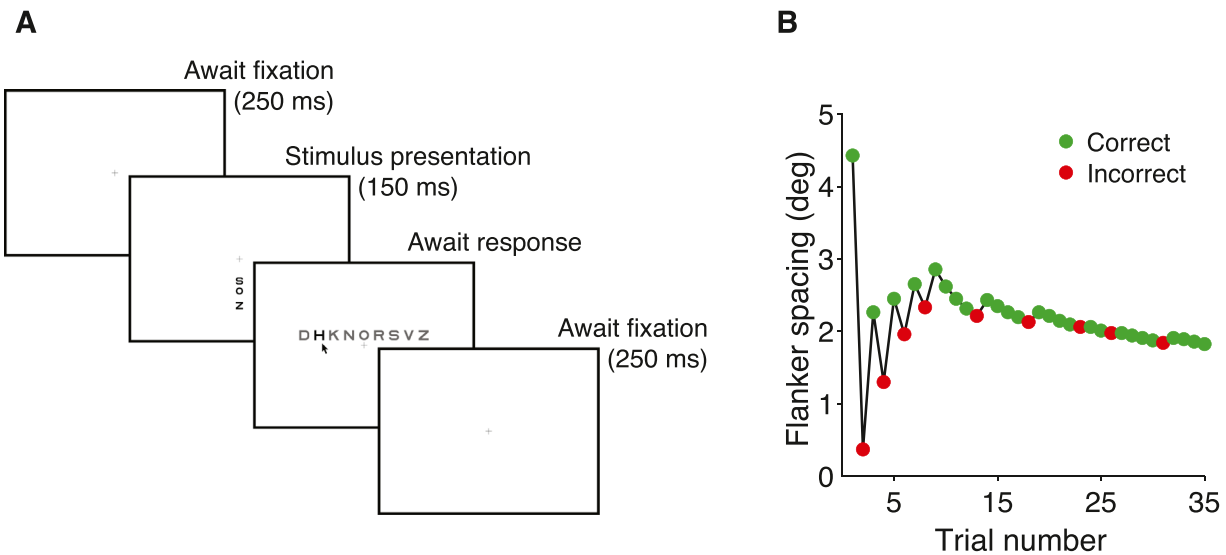 A
Await fixation
(250 ms)
Stimulus presentation
(150 ms)
S
O
Z
Await response
DHKNORSVZ
Await fixation
(250 ms)
B
5
4
3
2
1
0
Flanker spacing (deg)
Correct
Incorrect
5 15 25 35
Trial number